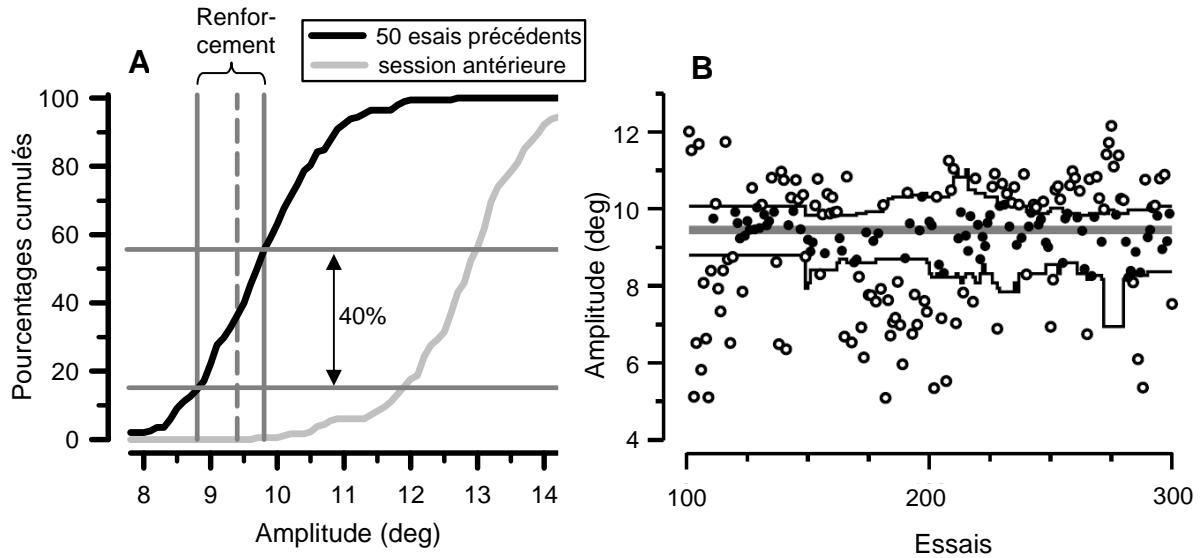 Renfor-
cement
50 esais précédents
session antérieure
A
B
Pourcentages cumulés
100
80
60
40
20
0
40%
8
9
10
11
12
13
14
Amplitude (deg)
Amplitude (deg)
12
10
8
6
4
100
200
300
Essais